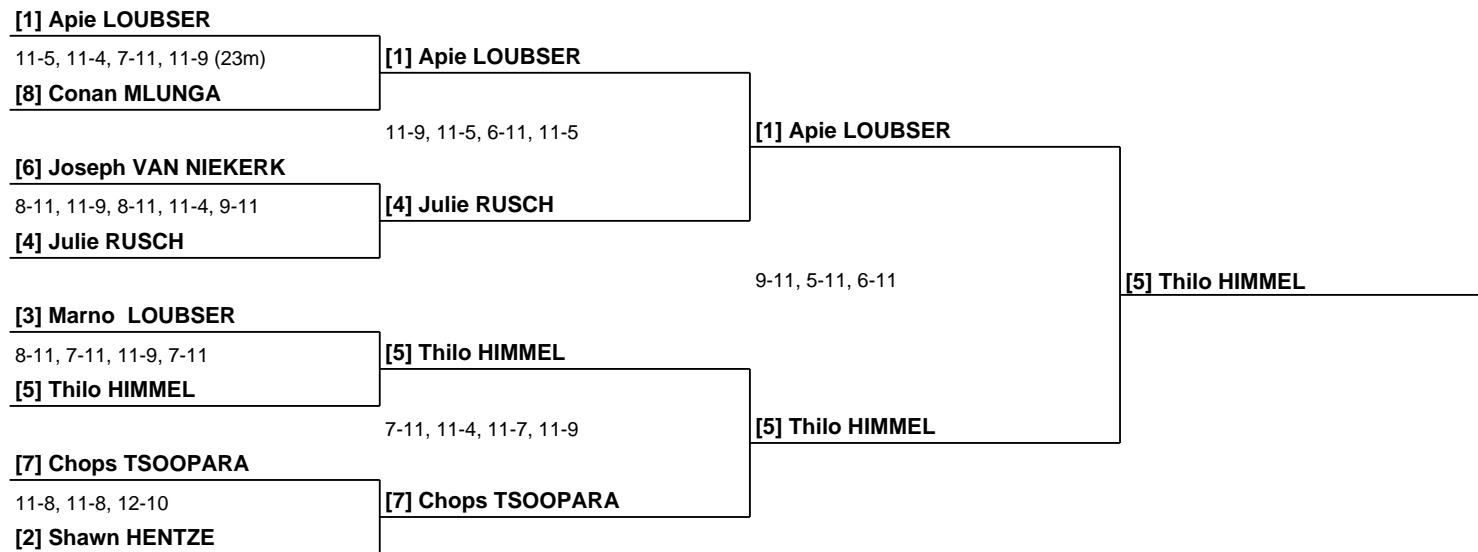 [1] Apie LOUBSER
11-5, 11-4, 7-11, 11-9 (23m)
[1] Apie LOUBSER
[8] Conan MLUNGA
11-9, 11-5, 6-11, 11-5
[1] Apie LOUBSER
[6] Joseph VAN NIEKERK
8-11, 11-9, 8-11, 11-4, 9-11
[4] Julie RUSCH
[4] Julie RUSCH
9-11, 5-11, 6-11
[5] Thilo HIMMEL
[3] Marno  LOUBSER
8-11, 7-11, 11-9, 7-11
[5] Thilo HIMMEL
[5] Thilo HIMMEL
7-11, 11-4, 11-7, 11-9
[5] Thilo HIMMEL
[7] Chops TSOOPARA
11-8, 11-8, 12-10
[7] Chops TSOOPARA
[2] Shawn HENTZE